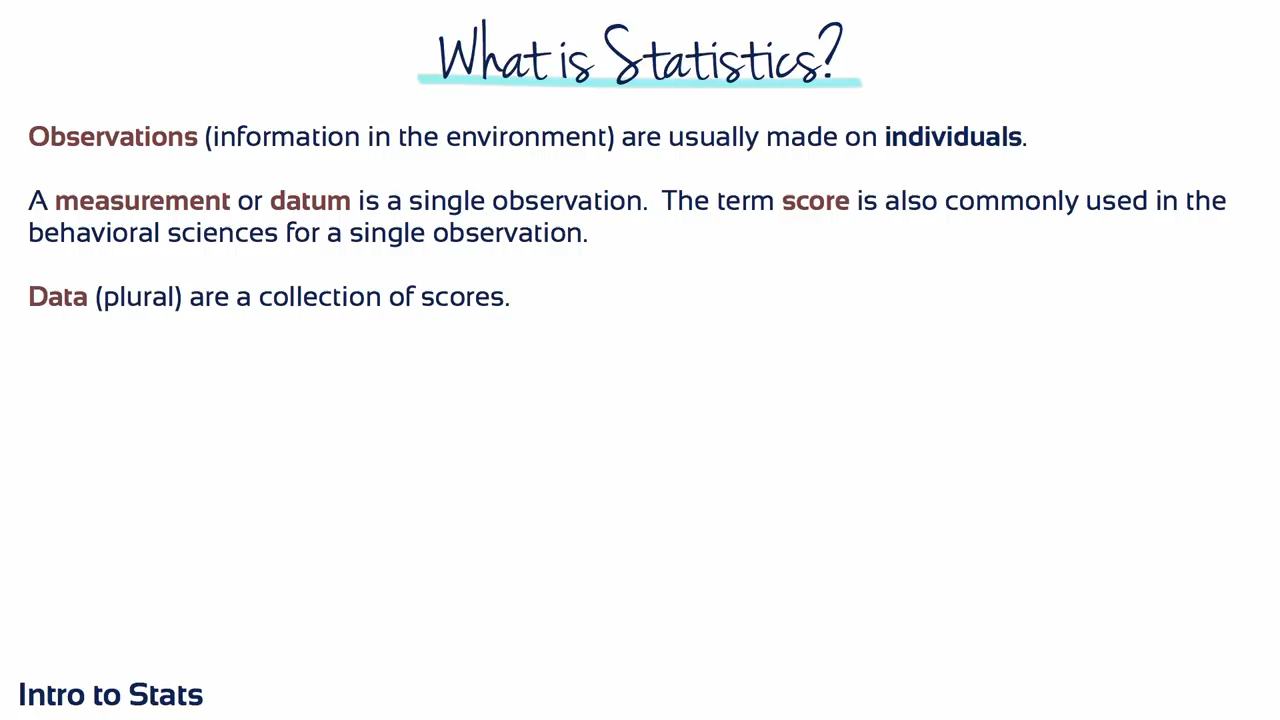 What is Statistics?
Observations (information in the environment) are usually made on individuals.
A measurement or datum is a single observation.  The term score is also commonly used in the
behavioral sciences for a single observation.
Data (plural) are a collection of scores.
Intro to Stats